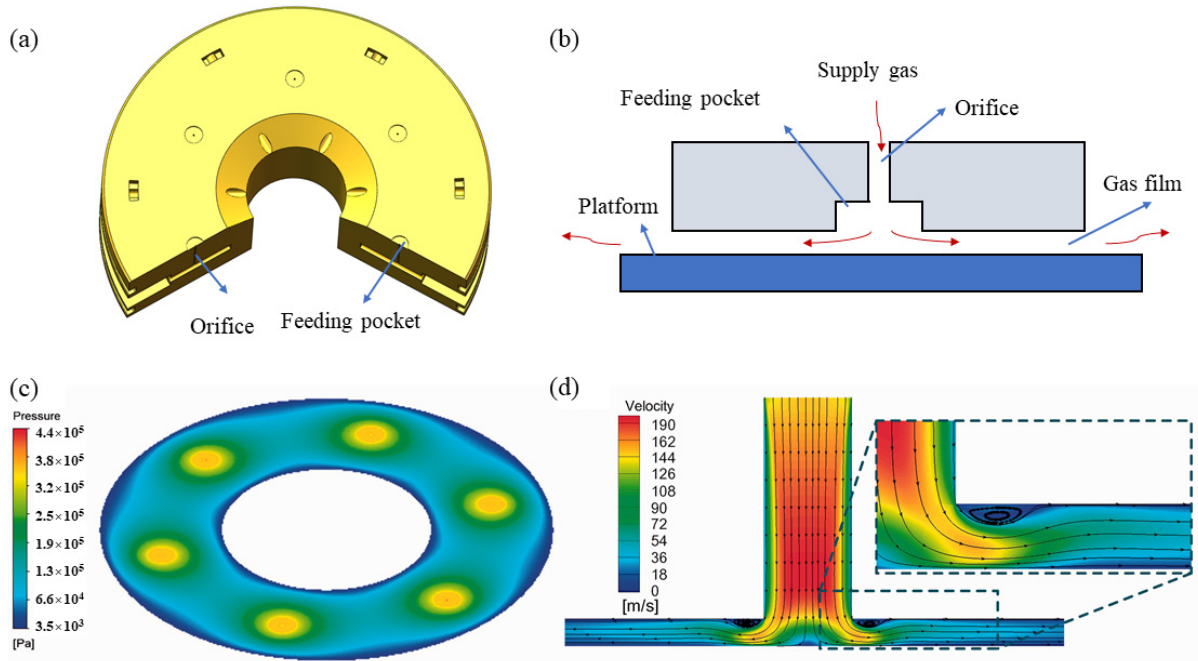 (a)
Orifice
Feeding pocket
(b)
Supply gas
Feeding pocket
Orifice
Gas film
Platform
(c)
Pressure
4.4×10⁵
3.8×10⁵
3.2×10⁵
2.5×10⁵
1.9×10⁵
1.3×10⁵
6.6×10⁴
3.5×10³
[Pa]
(d)
Velocity
190
162
144
126
108
90
72
54
36
18
0
[m/s]